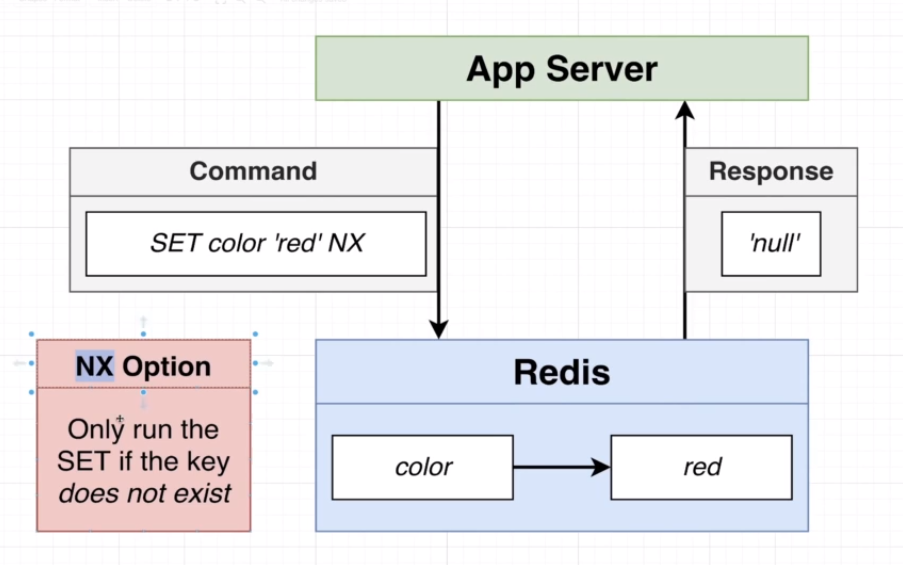 App Server
Command
SET color 'red' NX
Response
'null'
NX Option
Only run the
SET if the key
does not exist
Redis
color
red